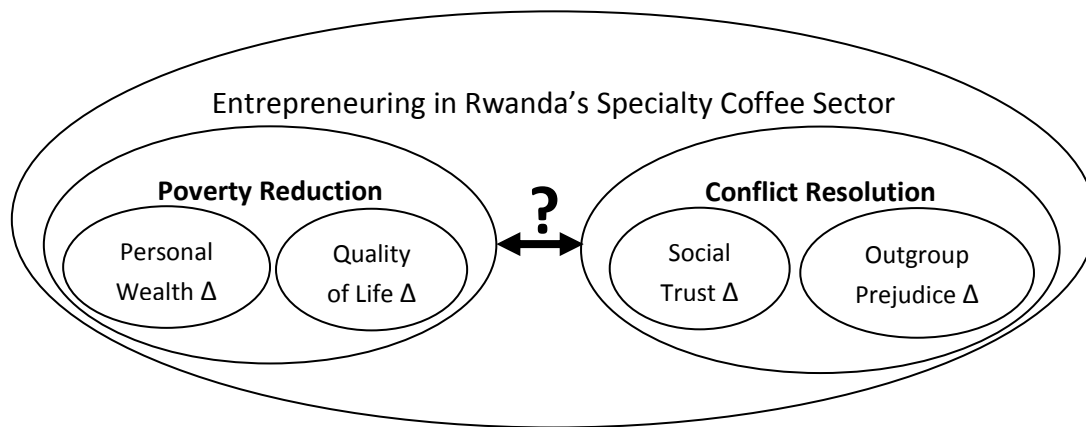 Entrepreneuring in Rwanda’s Specialty Coffee Sector
Poverty Reduction
Personal
Wealth Δ
Quality
of Life Δ
?
Conflict Resolution
Social
Trust Δ
Outgroup
Prejudice Δ